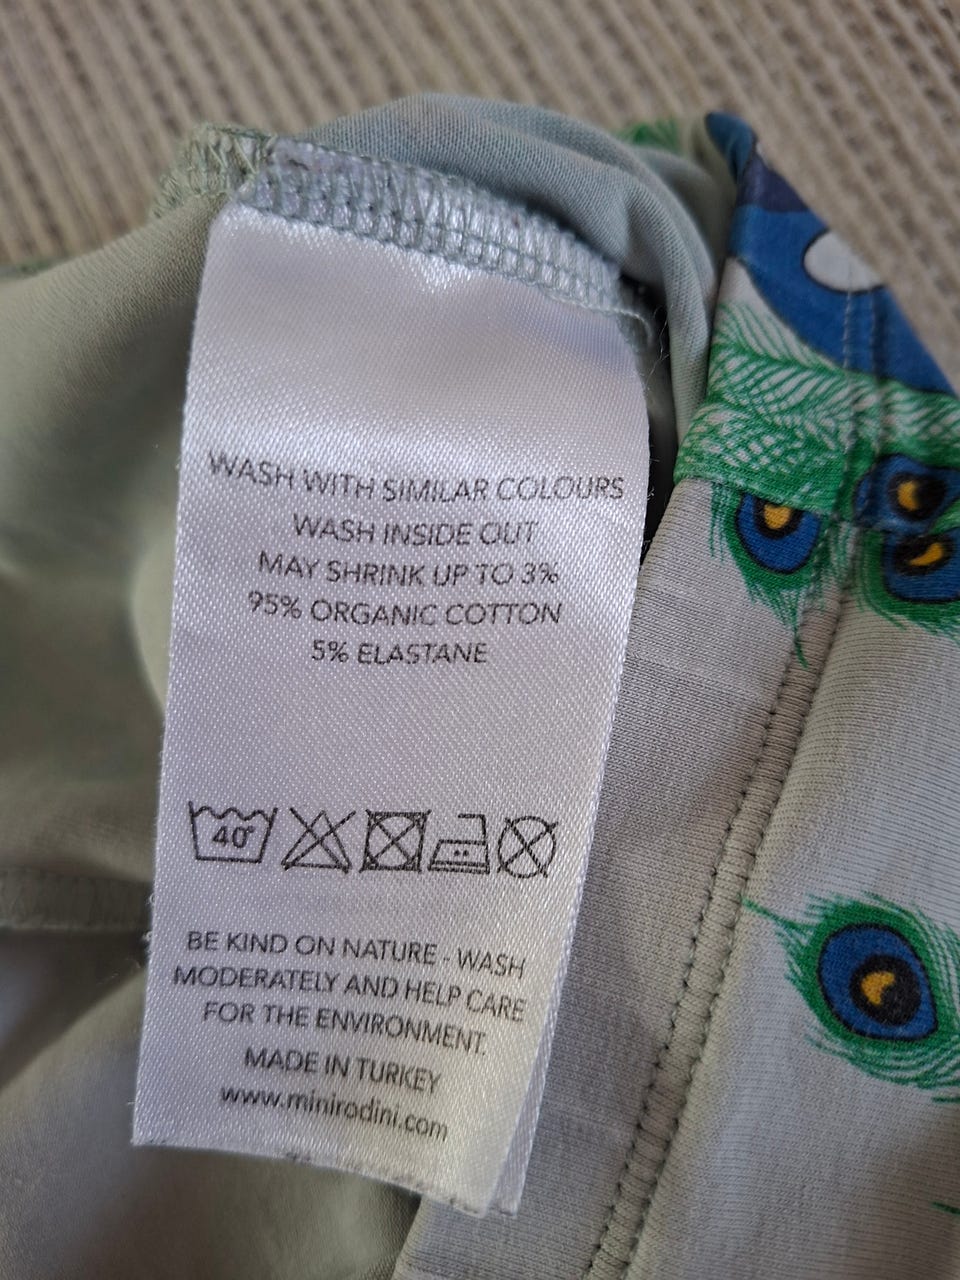 WASH WITH SIMILAR COLOURS
WASH INSIDE OUT
MAY SHRINK UP TO 3%
95% ORGANIC COTTON
5% ELASTANE
40°
BE KIND ON NATURE - WASH
MODERATELY AND HELP CARE
FOR THE ENVIRONMENT.
MADE IN TURKEY
www.minirodini.com